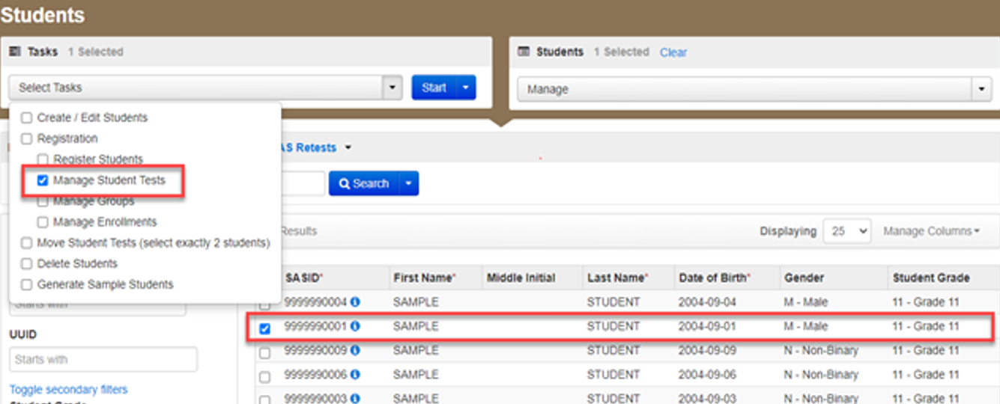 Students
Tasks 1 Selected
Students 1 Selected Clear
Select Tasks
Start
Manage
Create / Edit Students
Registration
Register Students
Manage Student Tests
Manage Groups
Manage Enrollments
Move Student Tests (select exactly 2 students)
Delete Students
Generate Sample Students
AS Retests
Search
Results
Displaying 25 Manage Columns
Starts with
UUID
Starts with
Toggle secondary filters
Student Grade
SASID* First Name* Middle Initial Last Name* Date of Birth* Gender Student Grade
9999990004 SAMPLE STUDENT 2004-09-04 M - Male 11 - Grade 11
9999990001 SAMPLE STUDENT 2004-09-01 M - Male 11 - Grade 11
9999990009 SAMPLE STUDENT 2004-09-09 N - Non-Binary 11 - Grade 11
9999990006 SAMPLE STUDENT 2004-09-06 N - Non-Binary 11 - Grade 11
9999990003 SAMPLE STUDENT 2004-09-03 N - Non-Binary 11 - Grade 11